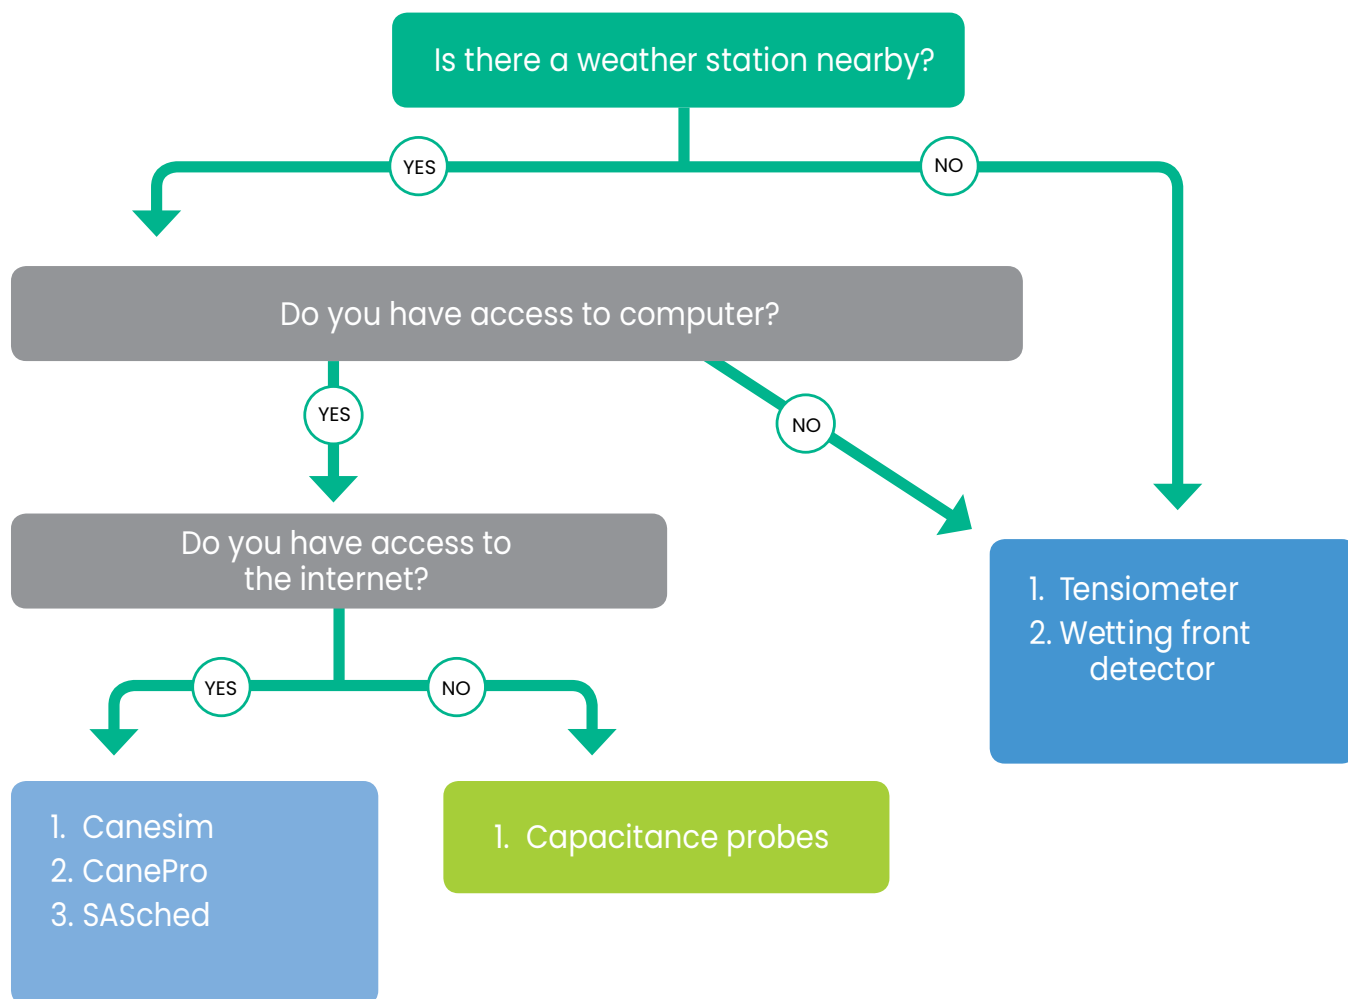 Is there a weather station nearby?
YES
NO
Do you have access to computer?
YES
NO
Do you have access to
the internet?
1. Tensiometer
2. Wetting front
detector
YES
NO
1. Canesim
2. CanePro
3. SASched
1. Capacitance probes